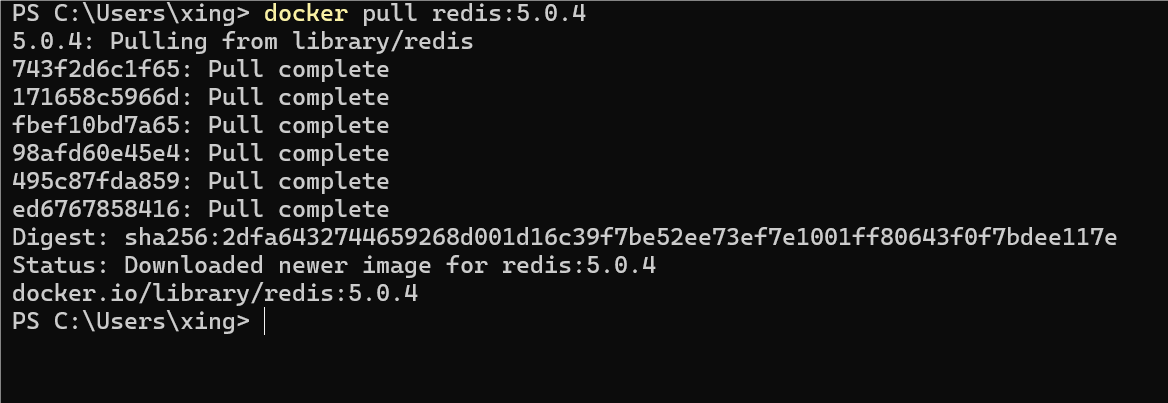 PS C:\Users\xing> docker pull redis:5.0.4
5.0.4: Pulling from library/redis
743f2d6c1f65: Pull complete
171658c5966d: Pull complete
fbef10bd7a65: Pull complete
98afd60e45e4: Pull complete
495c87fda859: Pull complete
ed6767858416: Pull complete
Digest: sha256:2dfa6432744659268d001d16c39f7be52ee73ef7e1001ff80643f0f7bdee117e
Status: Downloaded newer image for redis:5.0.4
docker.io/library/redis:5.0.4
PS C:\Users\xing>